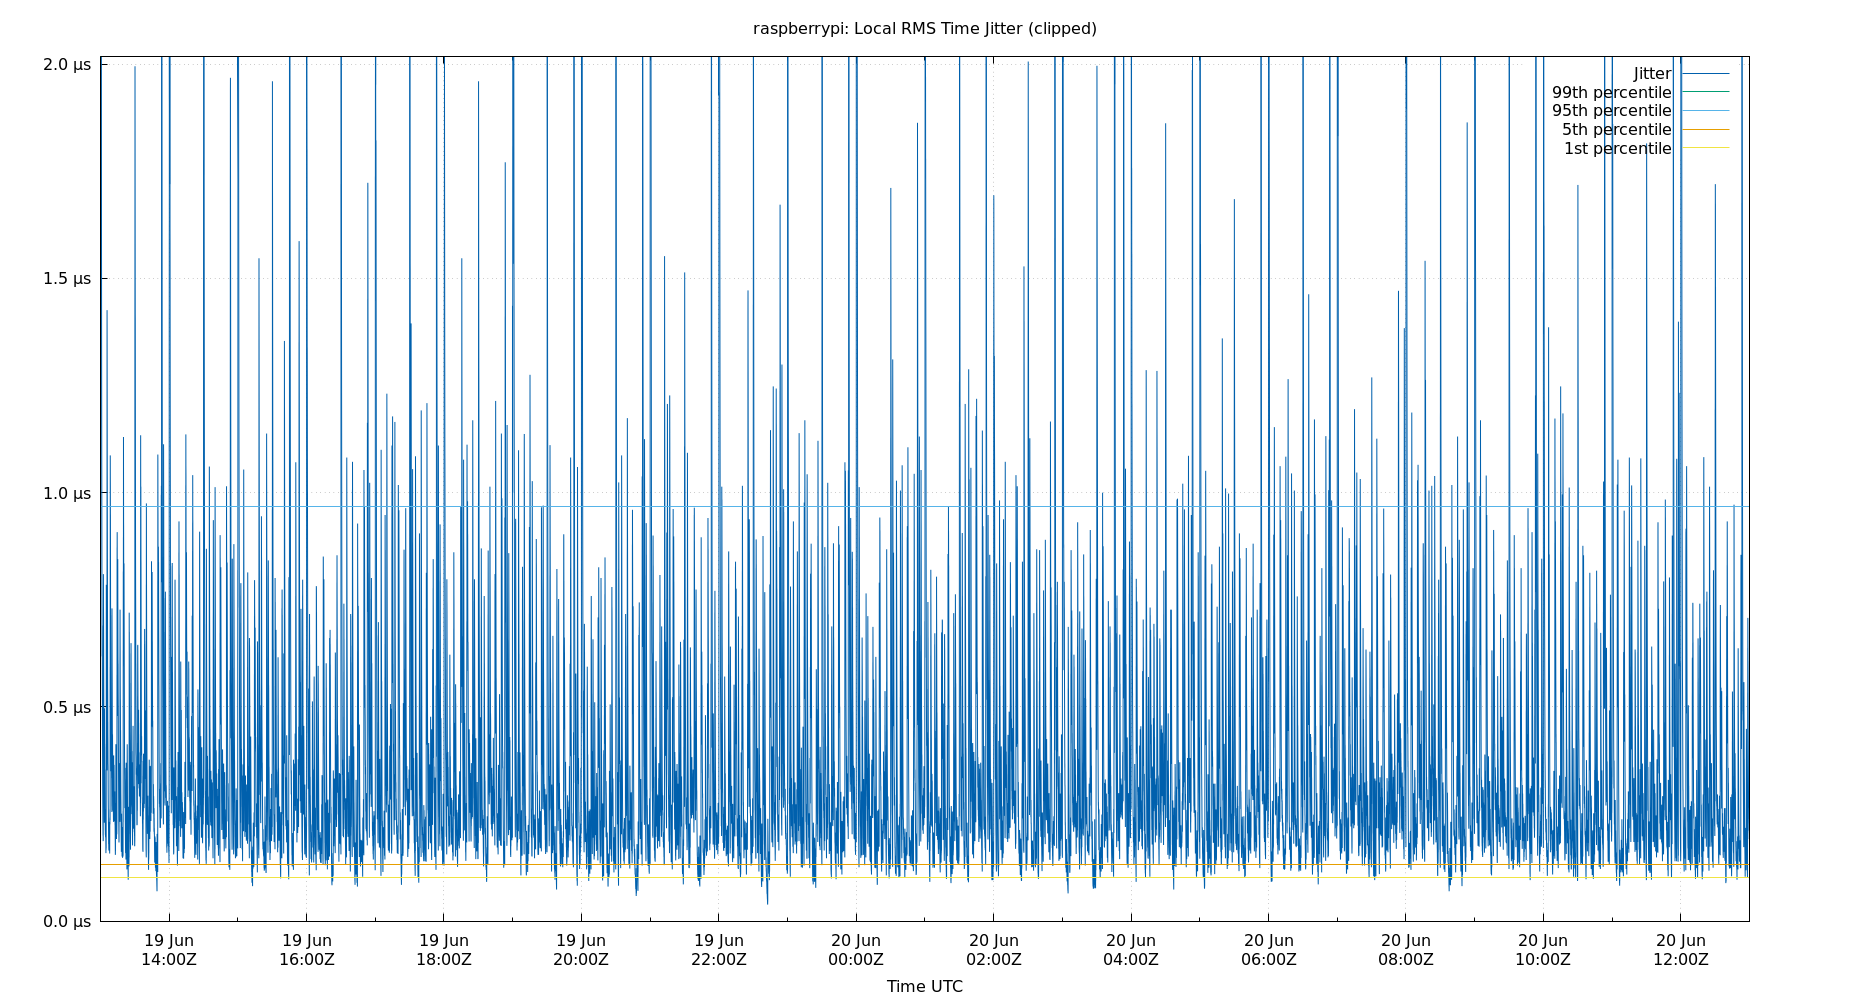 raspberrypi: Local RMS Time Jitter (clipped)
2.0 µs
1.5 µs
1.0 µs
0.5 µs
0.0 µs
Jitter
99th percentile
95th percentile
5th percentile
1st percentile
19 Jun 19 Jun 19 Jun 19 Jun 19 Jun 20 Jun 20 Jun 20 Jun 20 Jun 20 Jun 20 Jun 20 Jun
14:00Z 16:00Z 18:00Z 20:00Z 22:00Z 00:00Z 02:00Z 04:00Z 06:00Z 08:00Z 10:00Z 12:00Z
Time UTC